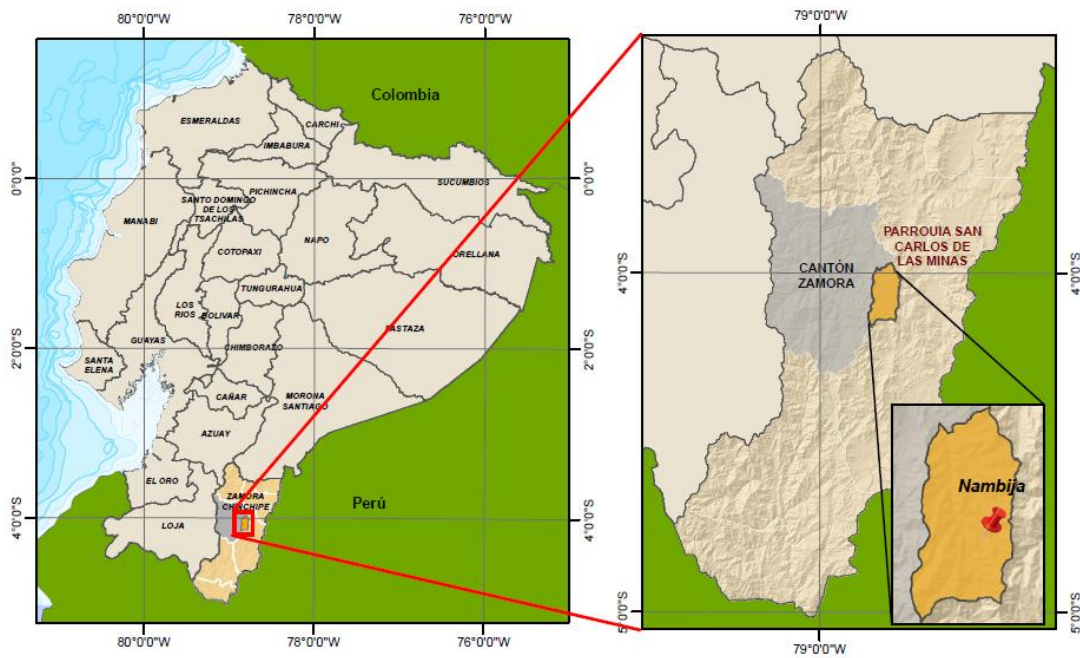 80°0'0"W
78°0'0"W
76°0'0"W
Colombia
ESMERALDAS
CARCHI
IMBABURA
SUCUMBIOS
0°0'0"
0°0'0"
PICHINCHA
SANTO DOMINGO
DE LOS
TSACHILAS
MANABI
NAPO
ORELLANA
COTOPAXI
TUNGURAHUA
LOS
RIOS
BOLIVAR
PASTAZA
GUAYAS
CHIMBORAZO
2°0'0"S
2°0'0"S
SANTA
ELENA
CAÑAR
MORONA
SANTIAGO
AZUAY
EL ORO
ZAMORA
CHINCHIPE
Perú
LOJA
4°0'0"S
4°0'0"S
80°0'0"W
78°0'0"W
76°0'0"W
79°0'0"W
PARROUIA SAN
CARLOS DE
LAS MINAS
CANTÓN
ZAMORA
4°0'0"S
4°0'0"S
Nambija
5°0'0"S
5°0'0"S
79°0'0"W